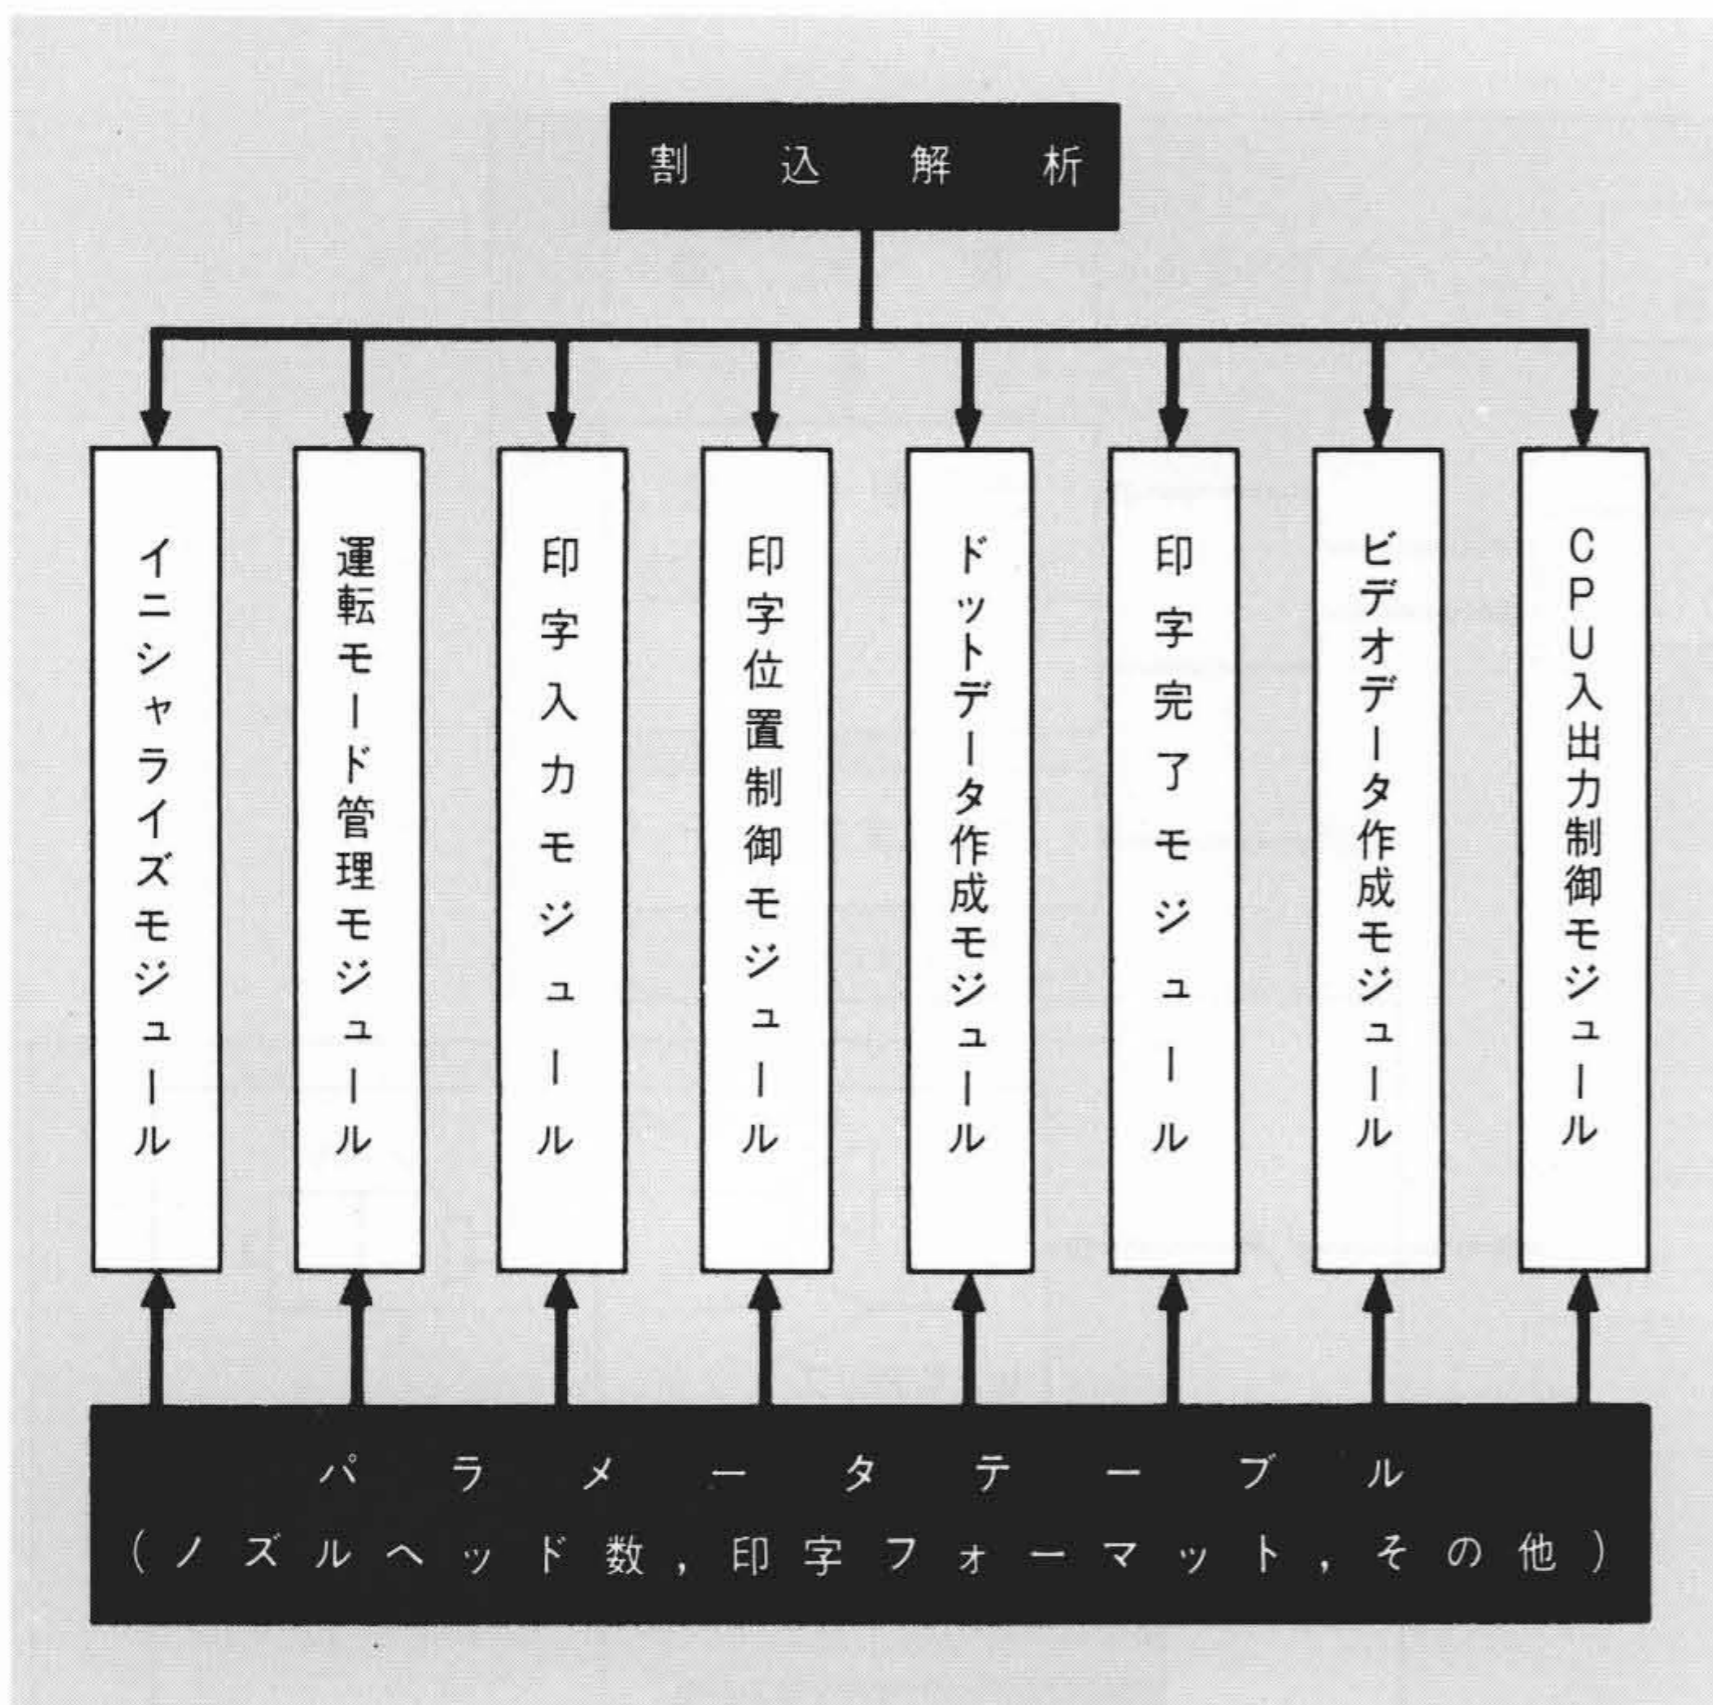 割込解析
イニシャライズモジュール
運転モード管理モジュール
印字入力モジュール
印字位置制御モジュール
ドットデータ作成モジュール
印字完了モジュール
ビデオデータ作成モジュール
CPU入出力制御モジュール
パラメータテーブル
(ノズルヘッド数,印字フォーマット,その他)